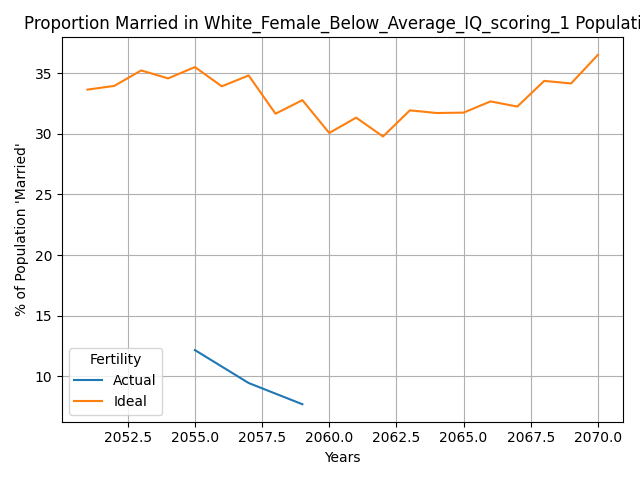 Proportion Married in White_Female_Below_Average_IQ_scoring_1 Populati
% of Population 'Married'
35
30
25
20
15
10
Fertility
Actual
Ideal
2052.5 2055.0 2057.5 2060.0 2062.5 2065.0 2067.5 2070.0
Years